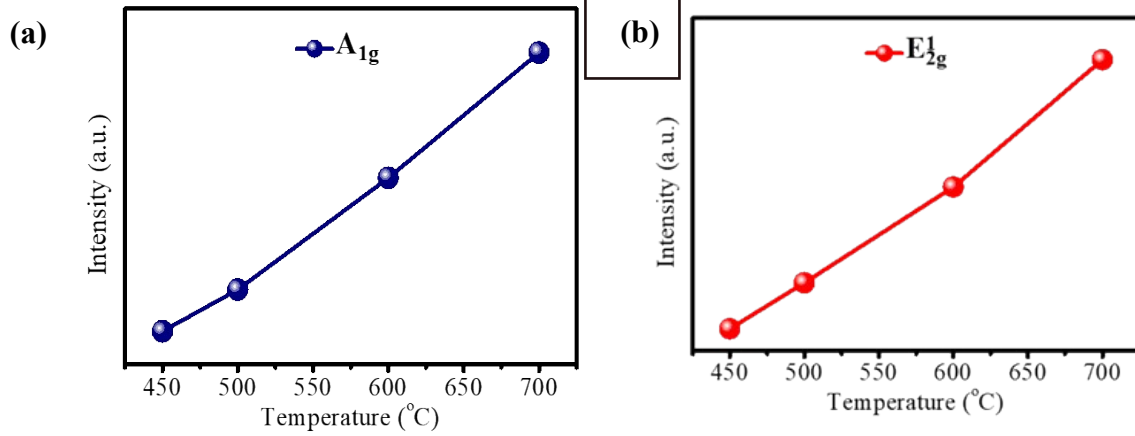 (a)
A1g
Intensity (a.u.)
450 500 550 600 650 700
Temperature (°C)
(b)
E¹2g
Intensity (a.u.)
450 500 550 600 650 700
Temperature (°C)